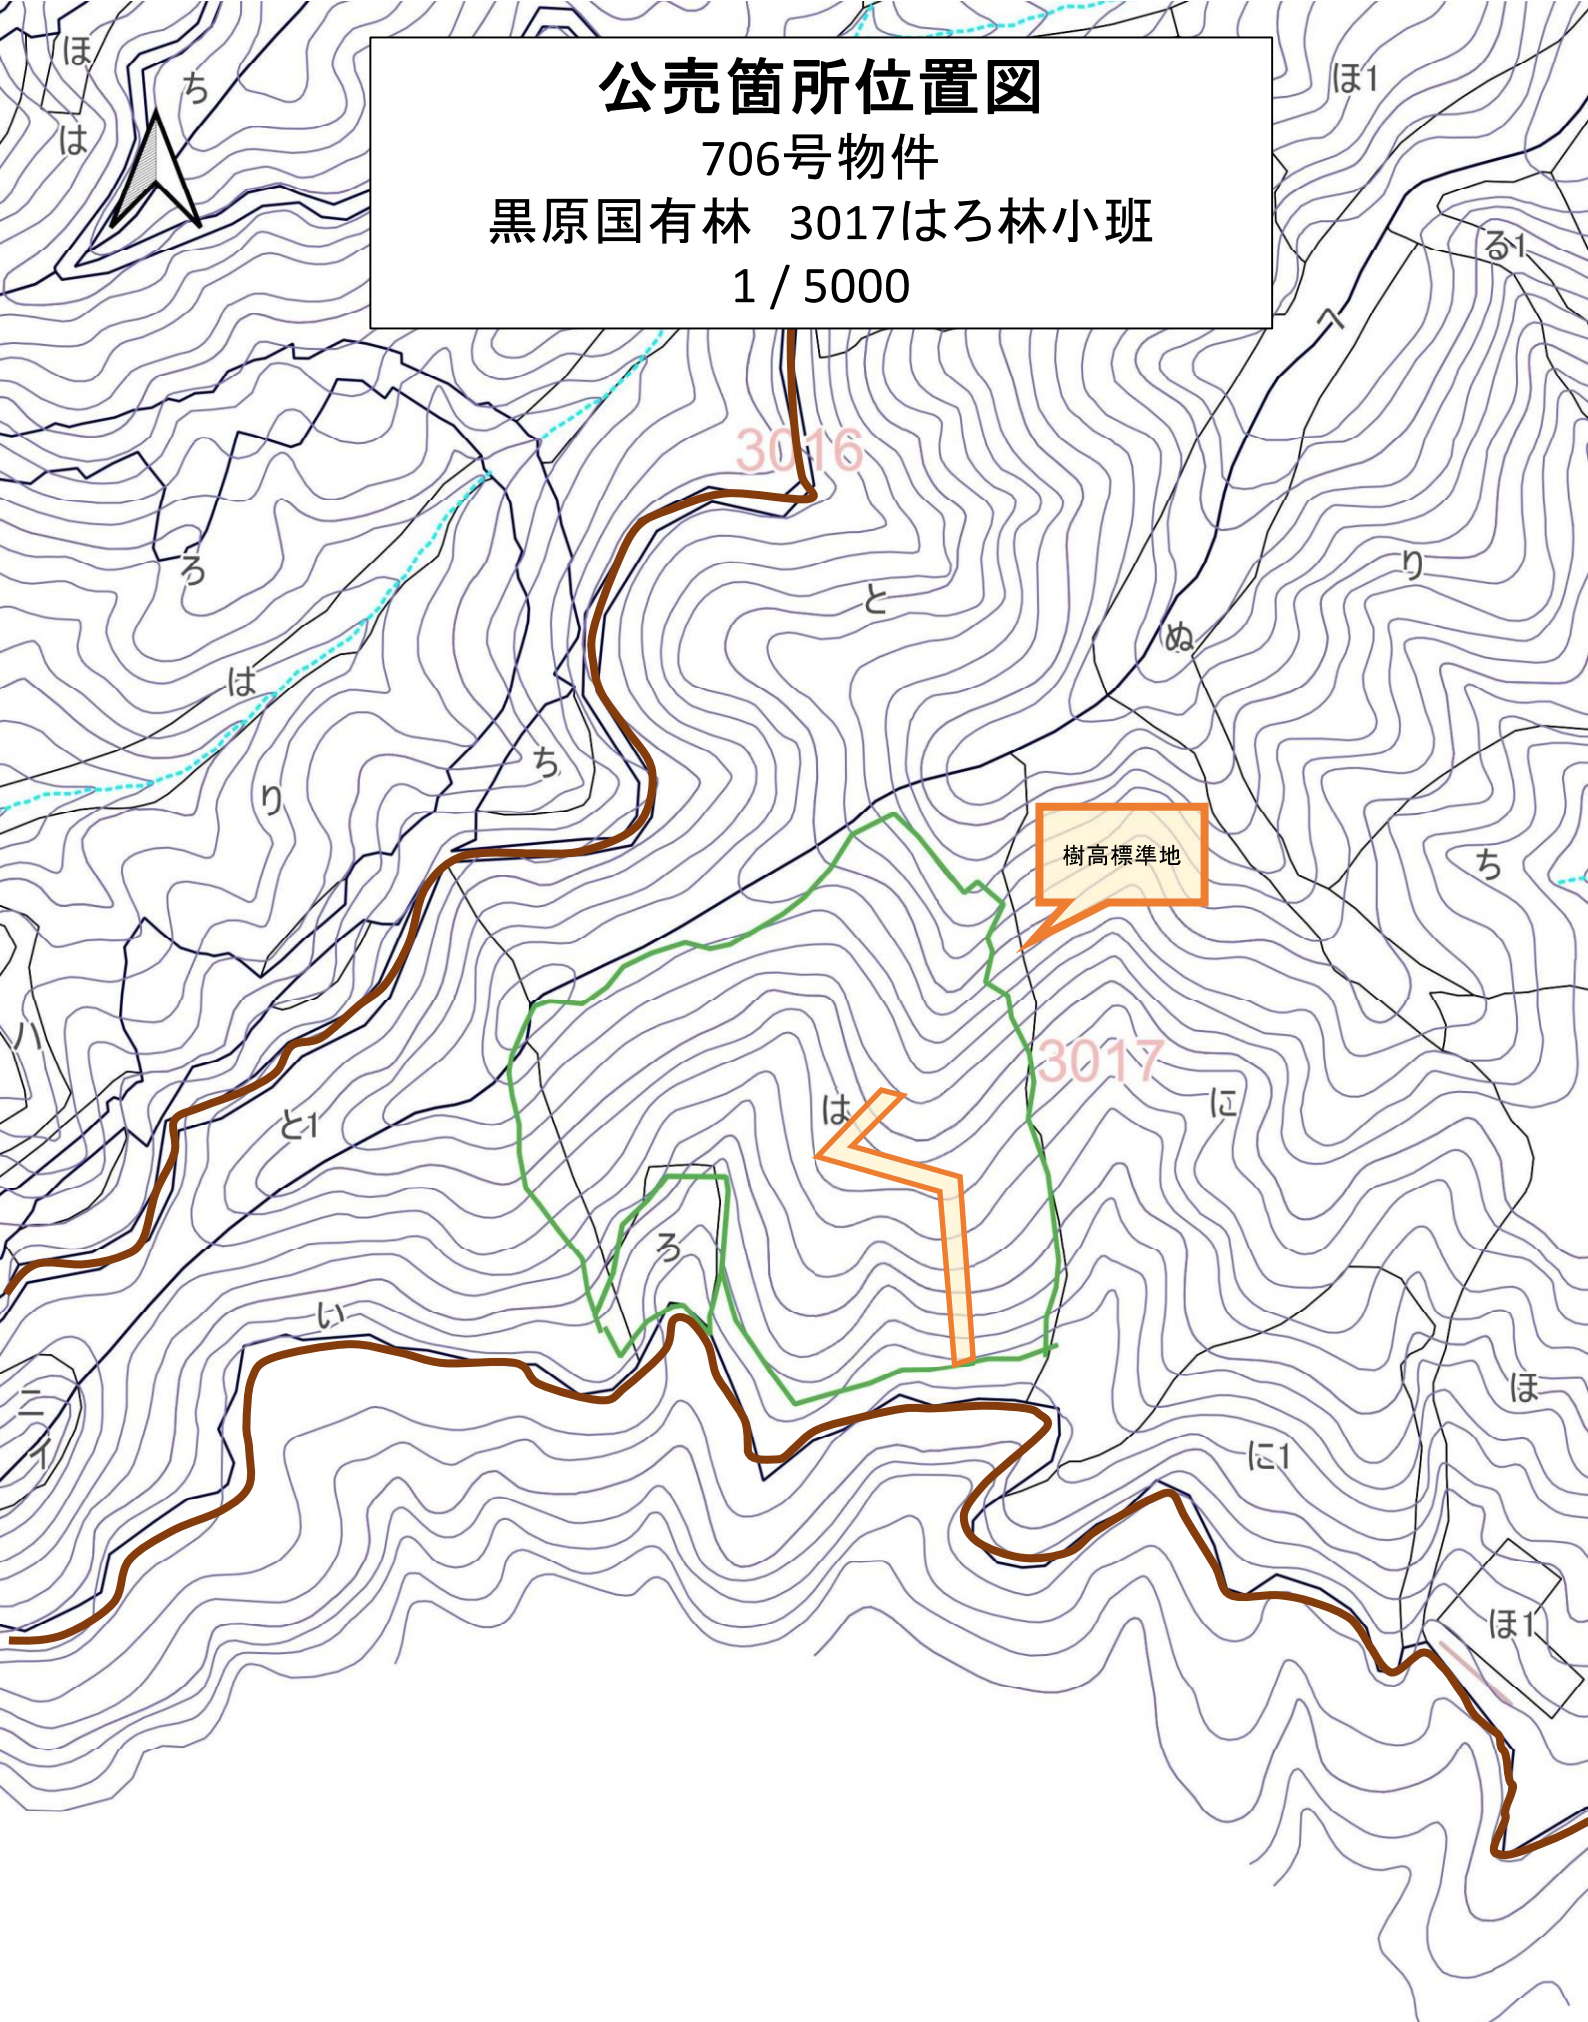 公売箇所位置図
706号物件
黒原国有林 3017はろ林小班
1 / 5000
ほ
ち
は
ほ1
る1
へ
3016
ろ
と
り
ぬ
は
ち
り
樹高標準地
ち
ハ
と1
は
3017
に
ろ
い
ニ
イ
ほ
に1
ほ1